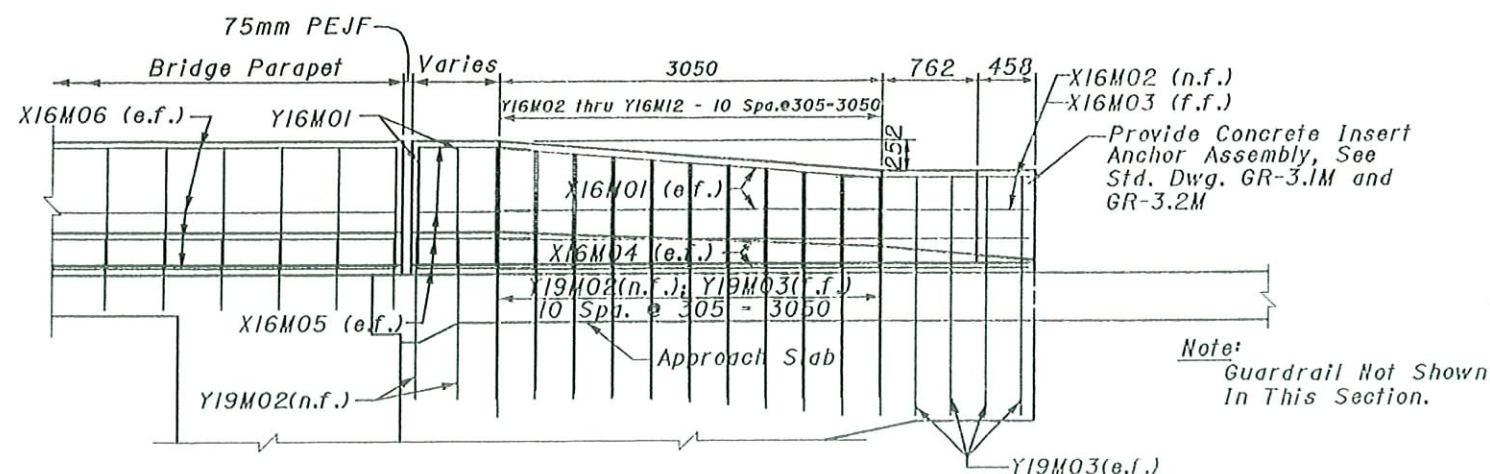 75mm PEJF
Bridge Parapet
Varies
3050
762
458
X16M02 (n.f.)
X16M03 (f.f.)
X16M06 (e.f.)
Y16M01
Y16M02 thru Y16M12 - 10 Spa.@305-3050
252
Provide Concrete Insert
Anchor Assembly, See
Std. Dwg. GR-3.1M and
GR-3.2M
X16M01 (e.f.)
X16M04 (e.f.)
Y19M02(n.f.); Y19M03(f.f.)
10 Spa. @ 305 = 3050
X16M05 (e.f.)
Approach Slab
Note:
Guardrail Not Shown
In This Section.
Y19M02(n.f.)
Y19M03(e.f.)